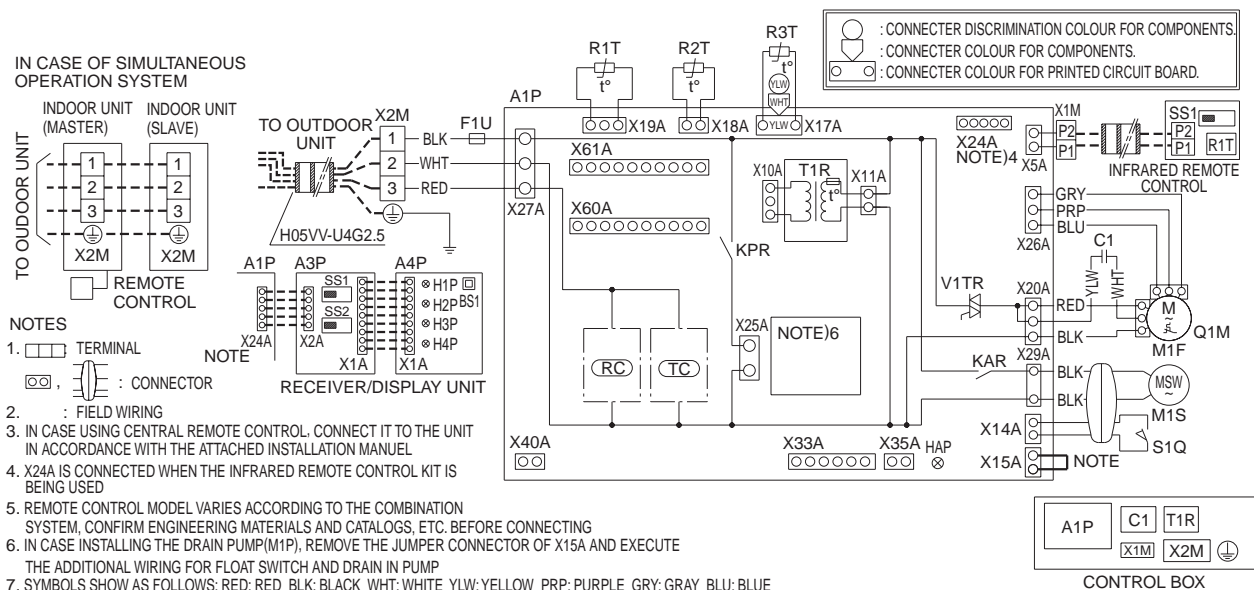 IN CASE OF SIMULTANEOUS
OPERATION SYSTEM
INDOOR UNIT
(MASTER)
INDOOR UNIT
(SLAVE)
TO OUDOOR UNIT
1
2
3
X2M
1
2
3
X2M
REMOTE
CONTROL
TO OUTDOOR
UNIT
H05VV-U4G2.5
X2M
1
2
3
BLK
WHT
RED
F1U
A1P
X24A
NOTE
A3P
SS1
SS2
X2A
X1A
A4P
H1P
H2P
H3P
H4P
BS1
X1A
RECEIVER/DISPLAY UNIT
R1T
t°
X19A
R2T
t°
X18A
R3T
t°
YLW
WHT
YLW
X17A
: CONNECTER DISCRIMINATION COLOUR FOR COMPONENTS.
: CONNECTER COLOUR FOR COMPONENTS.
: CONNECTER COLOUR FOR PRINTED CIRCUIT BOARD.
A1P
X27A
X61A
X60A
X10A
T1R
t°
X11A
KPR
X25A
NOTE)6
RC
TC
X40A
X33A
X35A
HAP
V1TR
KAR
X24A
NOTE)4
X1M
P2
P1
X5A
SS1
P2
P1
R1T
INFRARED REMOTE
CONTROL
GRY
PRP
BLU
X26A
C1
YLW
WHT
X20A
RED
BLK
M
~
Q1M
M1F
X29A
BLK
BLK
MSW
~
M1S
X14A
S1Q
X15A
NOTE
NOTES
1. : TERMINAL
, : CONNECTOR
2. : FIELD WIRING
3. IN CASE USING CENTRAL REMOTE CONTROL, CONNECT IT TO THE UNIT
IN ACCORDANCE WITH THE ATTACHED INSTALLATION MANUEL
4. X24A IS CONNECTED WHEN THE INFRARED REMOTE CONTROL KIT IS
BEING USED
5. REMOTE CONTROL MODEL VARIES ACCORDING TO THE COMBINATION
SYSTEM, CONFIRM ENGINEERING MATERIALS AND CATALOGS, ETC. BEFORE CONNECTING
6. IN CASE INSTALLING THE DRAIN PUMP(M1P), REMOVE THE JUMPER CONNECTOR OF X15A AND EXECUTE
THE ADDITIONAL WIRING FOR FLOAT SWITCH AND DRAIN IN PUMP
7. SYMBOLS SHOW AS FOLLOWS: RED: RED BLK: BLACK WHT: WHITE YLW: YELLOW PRP: PURPLE GRY: GRAY BLU: BLUE
A1P
C1
T1R
X1M
X2M
CONTROL BOX